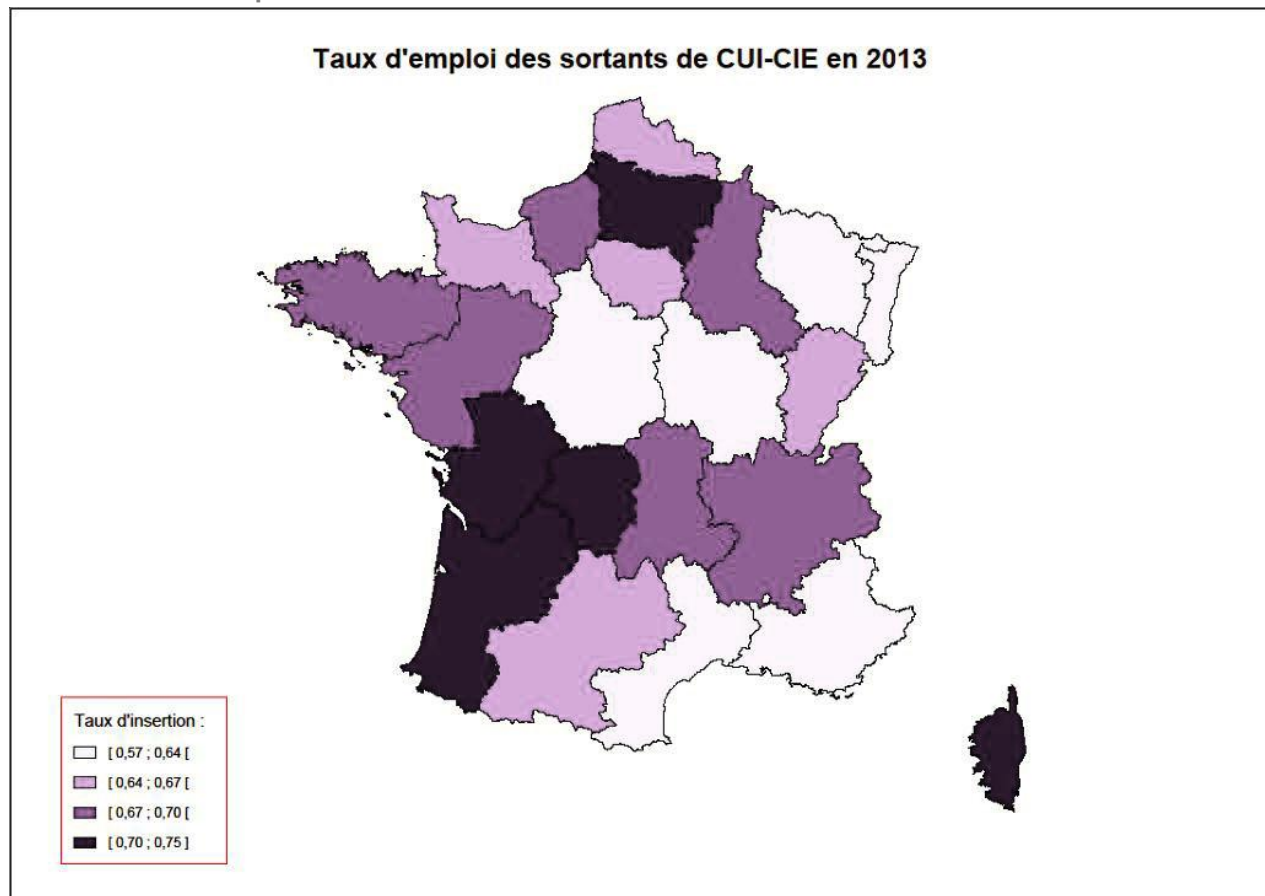 Taux d'emploi des sortants de CUI-CIE en 2013
Taux d'insertion :
[ 0,57 ; 0,64 [
[ 0,64 ; 0,67 [
[ 0,67 ; 0,70 [
[ 0,70 ; 0,75 ]